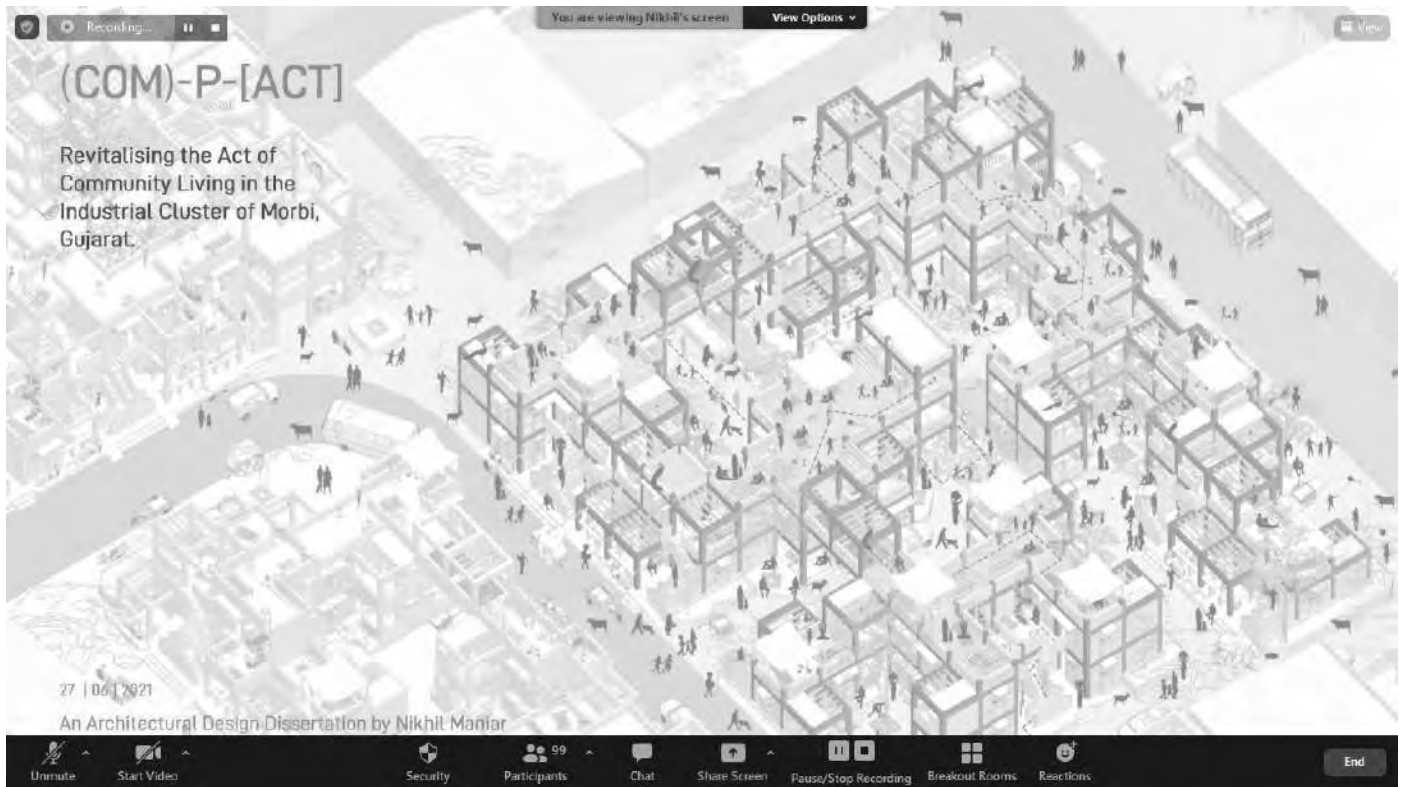 Recording...
You are viewing Nikhil's screen
View Options
View
(COM)-P-[ACT]
Revitalising the Act of
Community Living in the
Industrial Cluster of Morbi,
Gujarat.
27 | 06 | 2021
An Architectural Design Dissertation by Nikhil Maniar
Unmute
Start Video
Security
Participants
99
Chat
Share Screen
Pause/Stop Recording
Breakout Rooms
Reactions
End